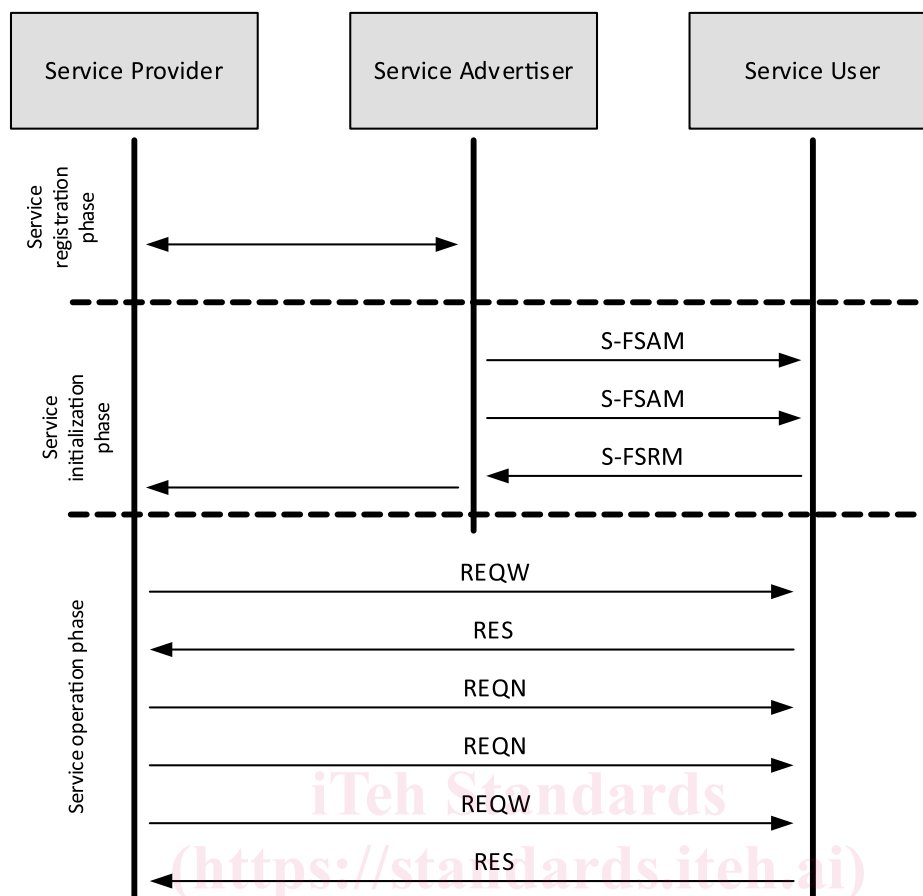 Service Provider
Service Advertiser
Service User
Service
registration
phase
S-FSAM
S-FSAM
S-FSRM
Service
initialization
phase
REQW
RES
REQN
REQN
REQW
RES
Service operation phase
iTeh Standards
(https://standards.iteh.ai)